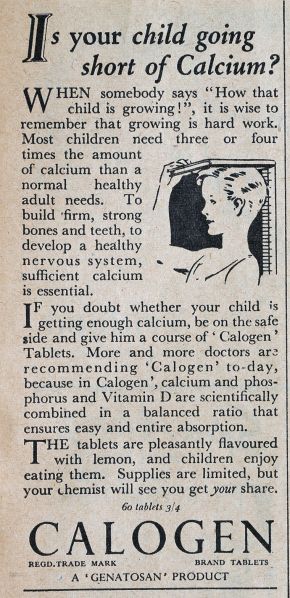 Is your child going
short of Calcium?
WHEN somebody says "How that
child is growing!", it is wise to
remember that growing is hard work.
Most children need three or four
times the amount
of calcium than a
normal healthy
adult needs. To
build firm, strong
bones and teeth, to
develop a healthy
nervous system,
sufficient calcium
is essential.
IF you doubt whether your child is
getting enough calcium, be on the safe
side and give him a course of 'Calogen'
Tablets. More and more doctors are
recommending 'Calogen' to-day,
because in Calogen', calcium and phos-
phorus and Vitamin D are scientifically
combined in a balanced ratio that
ensures easy and entire absorption.
THE tablets are pleasantly flavoured
with lemon, and children enjoy
eating them. Supplies are limited, but
your chemist will see you get your share.
60 tablets 3/4
CALOGEN
REGD. TRADE MARK BRAND TABLETS
A 'GENATOSAN' PRODUCT